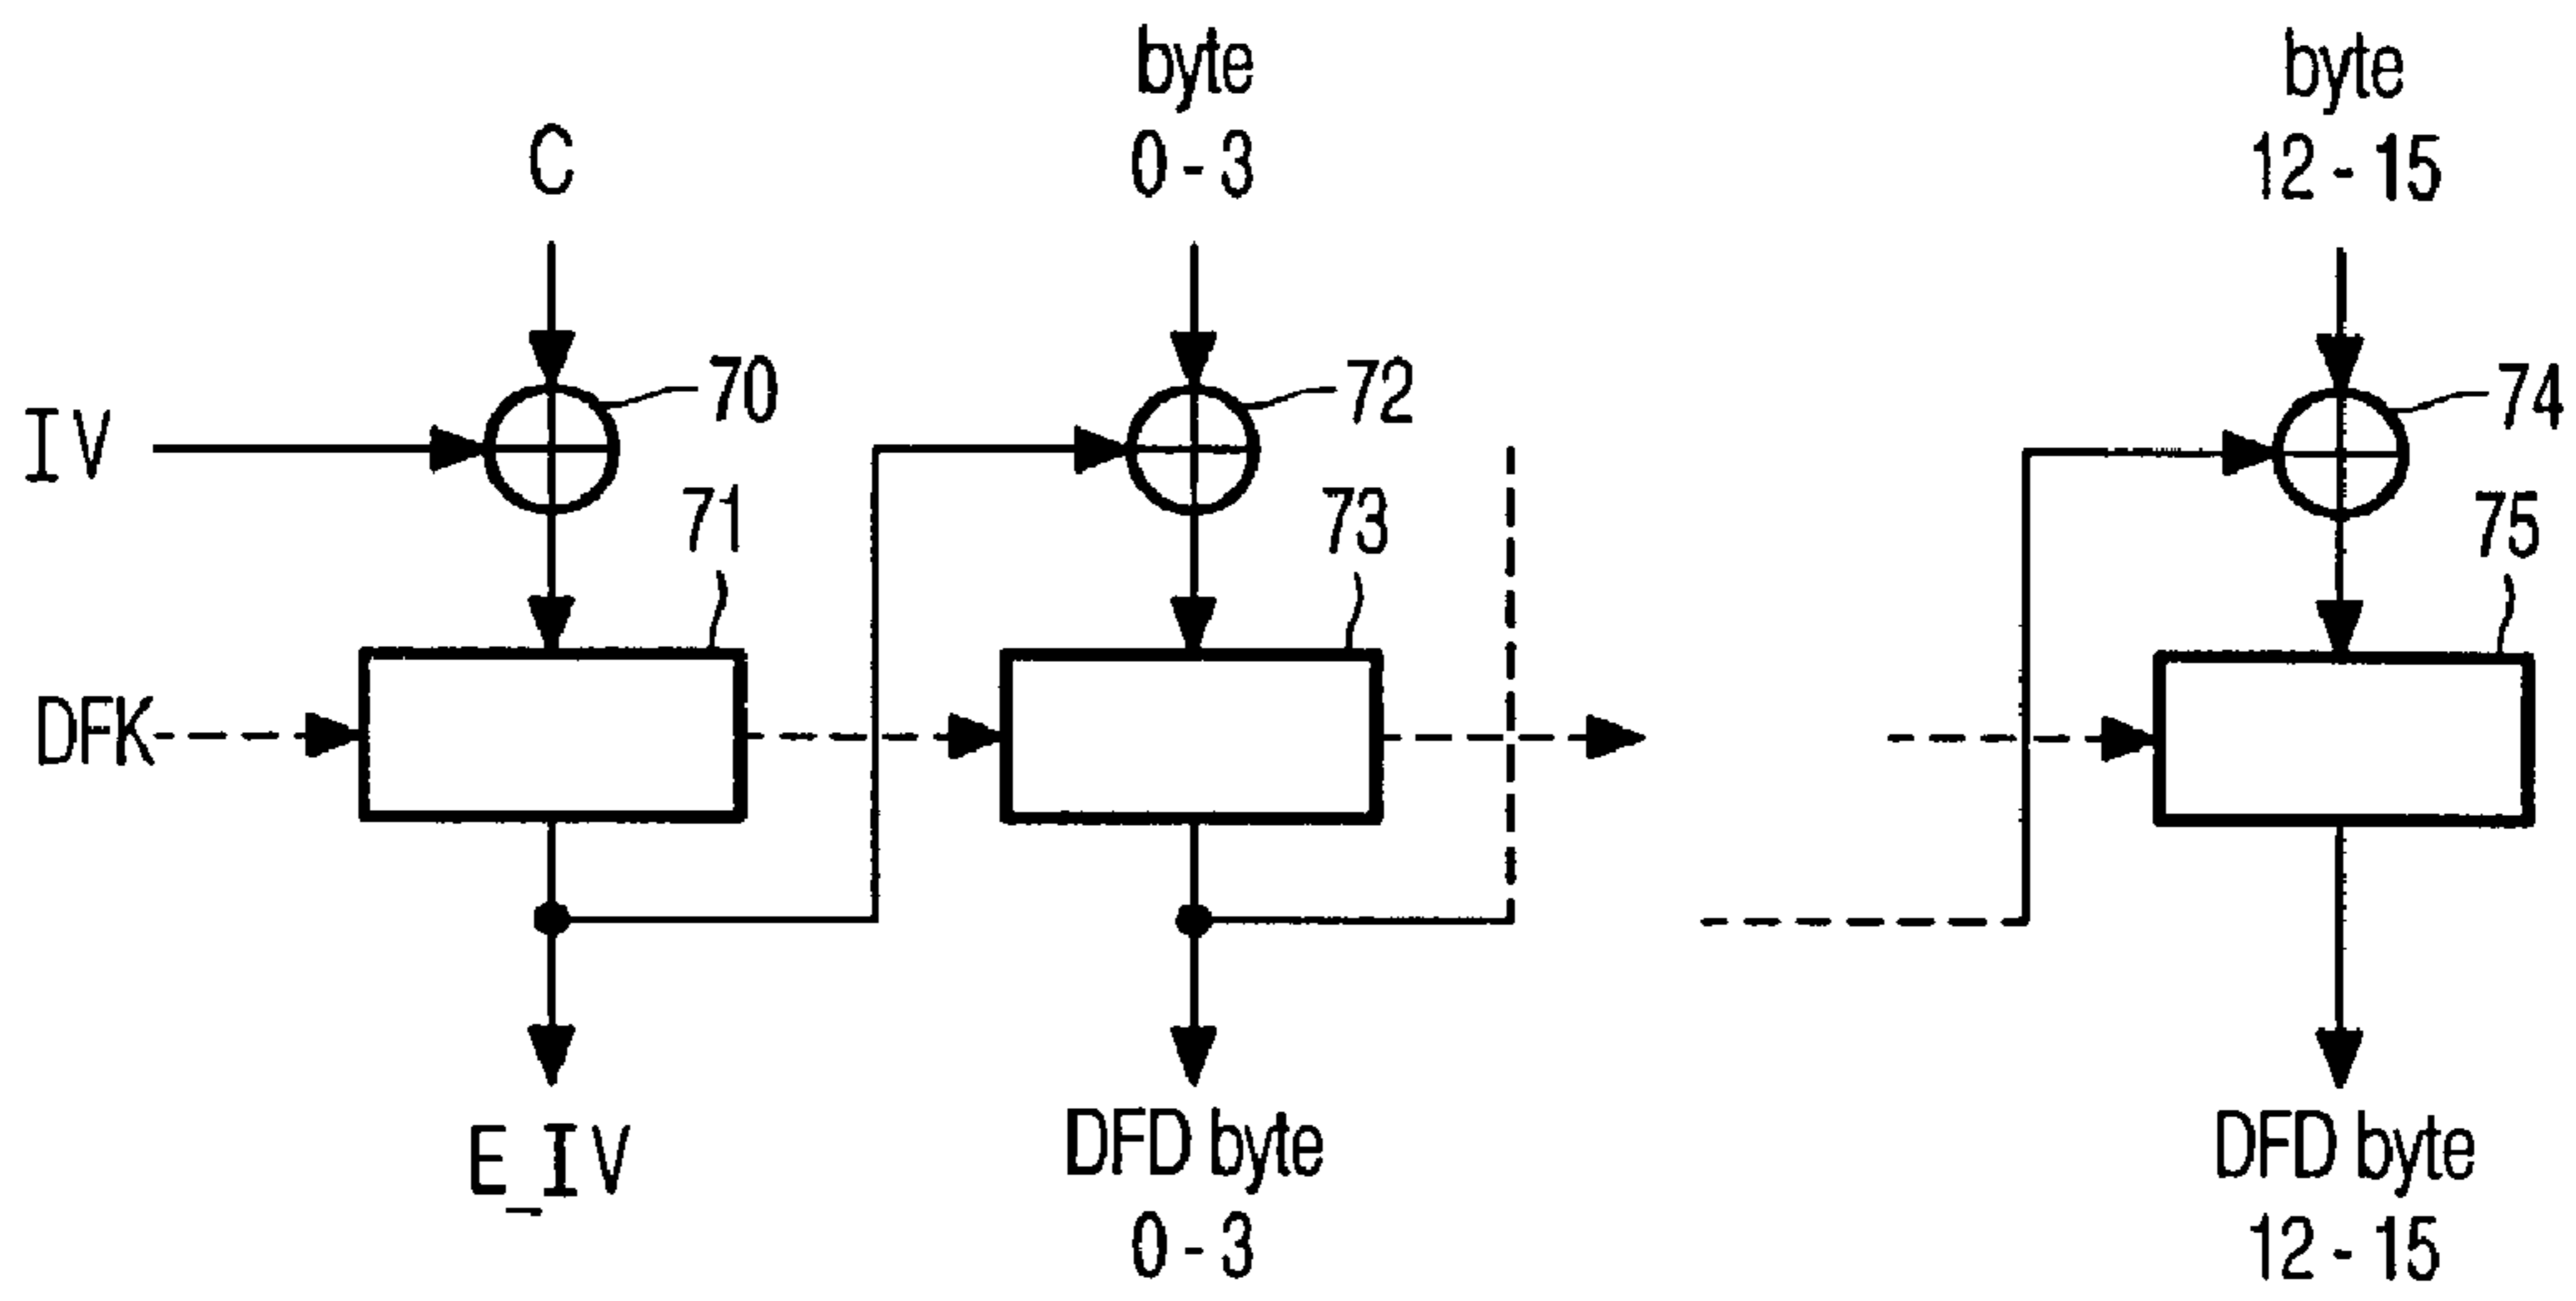 byte
0 - 3
byte
12 - 15
C
70
72
74
IV
71
73
75
DFK
E_IV
DFD byte
0 - 3
DFD byte
12 - 15